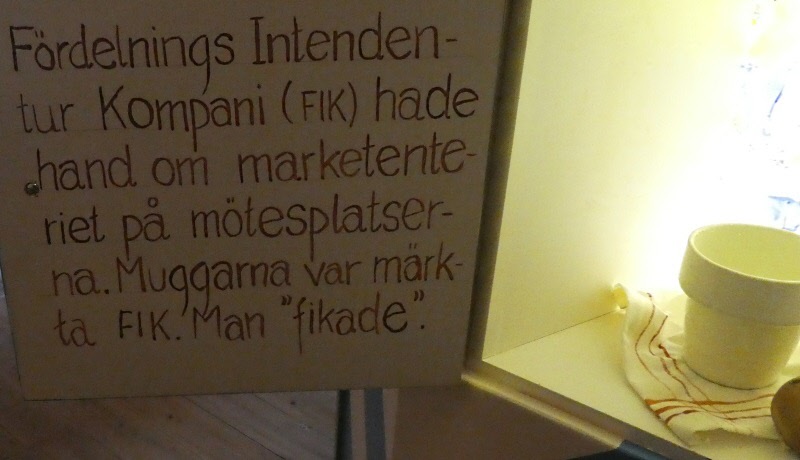 Fördelnings Intenden-
tur Kompani (FIK) hade
hand om marketente-
riet på mötesplatser-
na. Muggarna var märk-
ta FIK. Man "fikade".